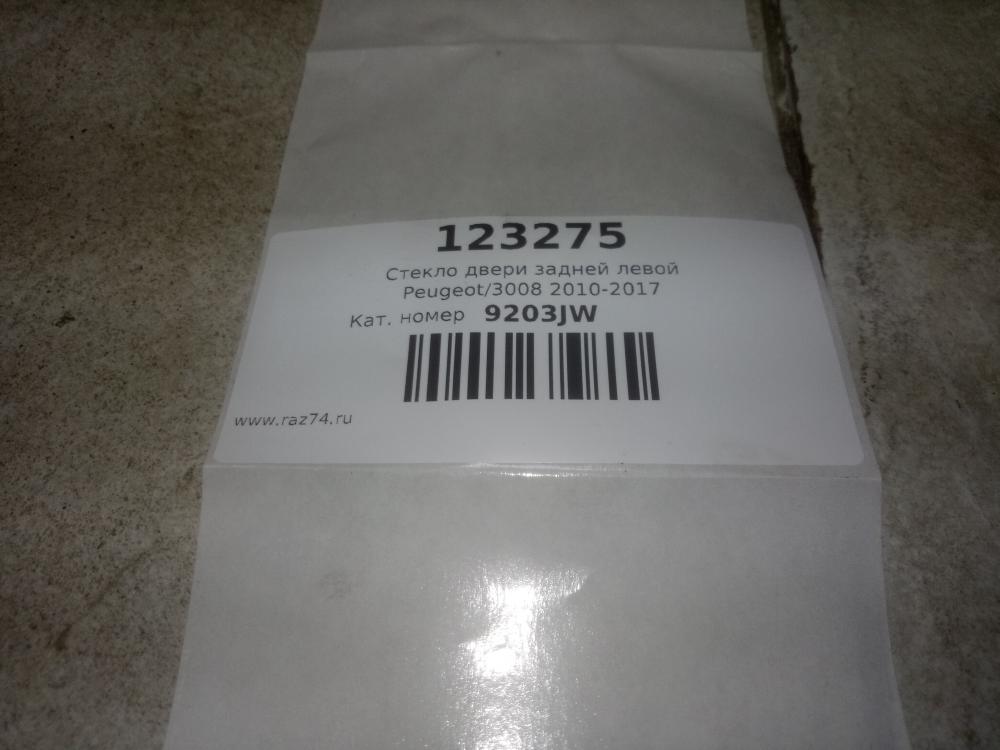 123275
Стекло двери задней левой
Peugeot/3008 2010-2017
Кат. номер 9203JW
www.raz74.ru